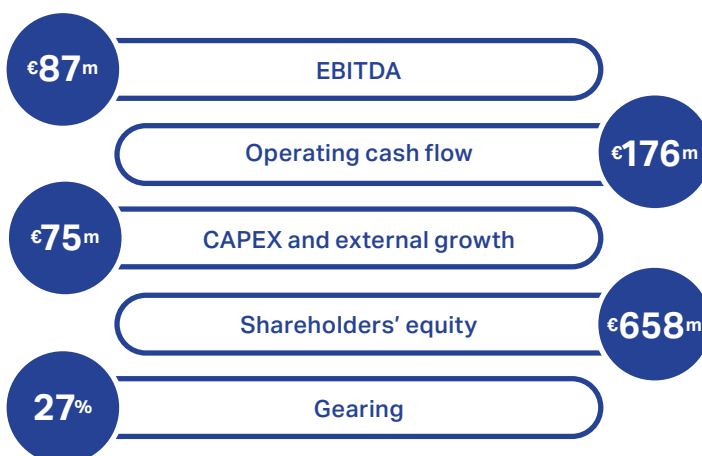 €87m EBITDA
Operating cash flow €176m
€75m CAPEX and external growth
Shareholders’ equity €658m
27% Gearing